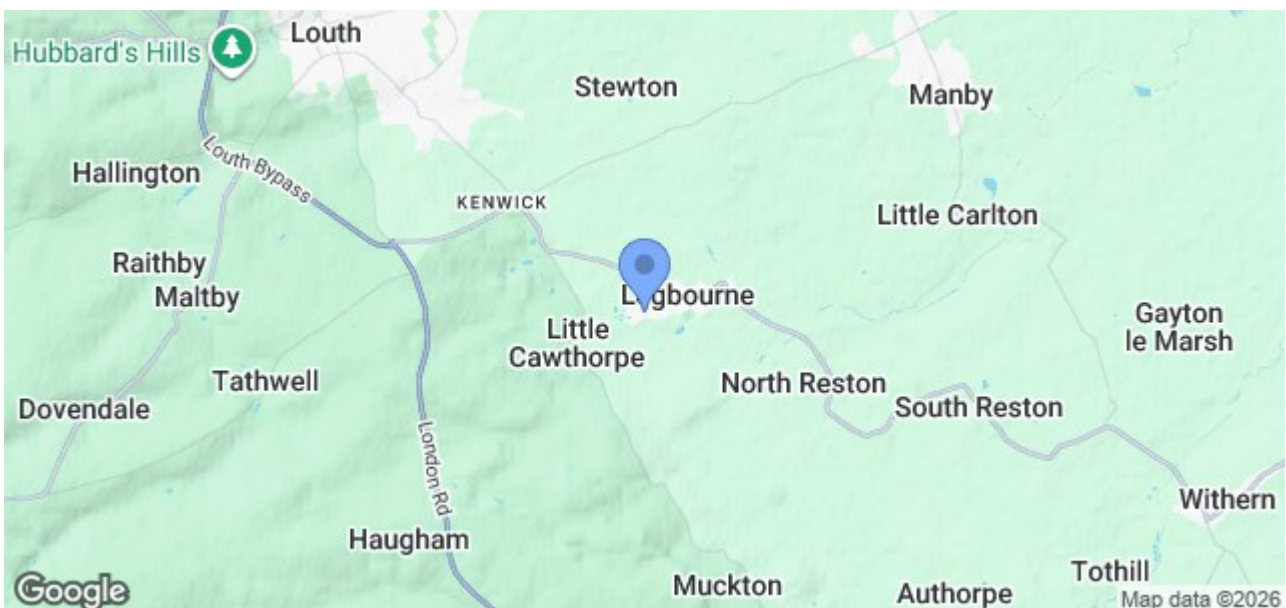 Louth
Hubbard's Hills
Stewton
Manby
Louth Bypass
Hallington
KENWICK
Little Carlton
Raithby
Maltby
Legbourne
Gayton
le Marsh
Little
Cawthorpe
Tathwell
North Reston
South Reston
Dovendale
London Rd
Withern
Haugham
Tothill
Muckton
Authorpe
Google
Map data ©2026